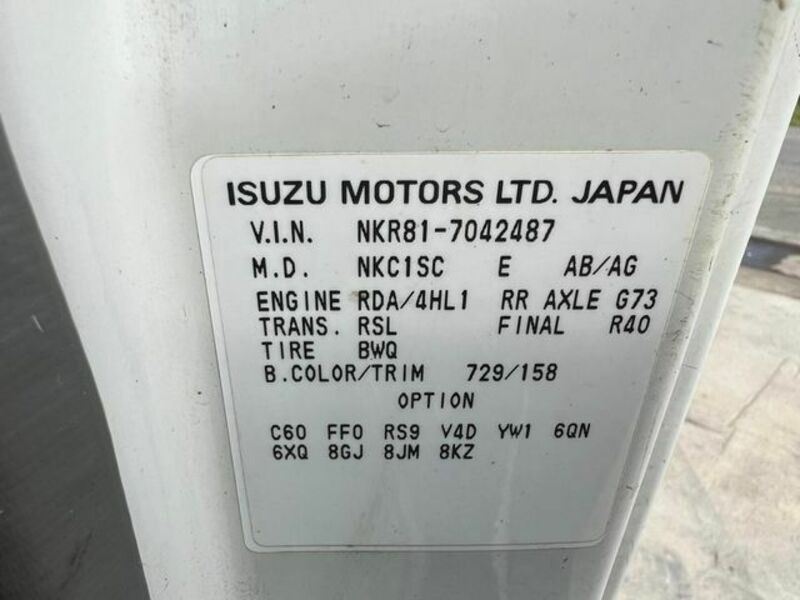 ISUZU MOTORS LTD. JAPAN
V.I.N. NKR81-7042487
M.D. NKC1SC E AB/AG
ENGINE RDA/4HL1 RR AXLE G73
TRANS. RSL FINAL R40
TIRE BWQ
B.COLOR/TRIM 729/158
OPTION
C60 FF0 RS9 V4D YW1 6QN
6XQ 8GJ 8JM 8KZ